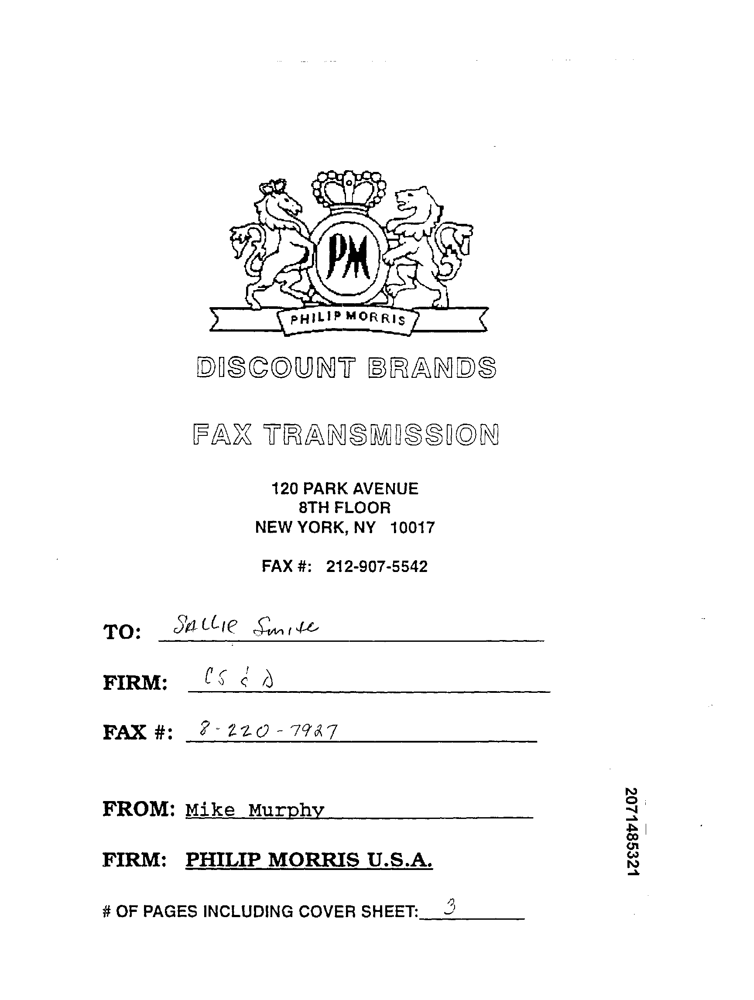 PM
PHILIP MORRIS
DISCOUNT BRANDS
FAX TRANSMISSION
120 PARK AVENUE
8TH FLOOR
NEW YORK, NY 10017
FAX #: 212-907-5542
TO: Sallie
FIRM:
FAX #: 8-220-7927
FROM: Mike Murphy
FIRM: PHILIP MORRIS U.S.A.
# OF PAGES INCLUDING COVER SHEET: 3
2071485321